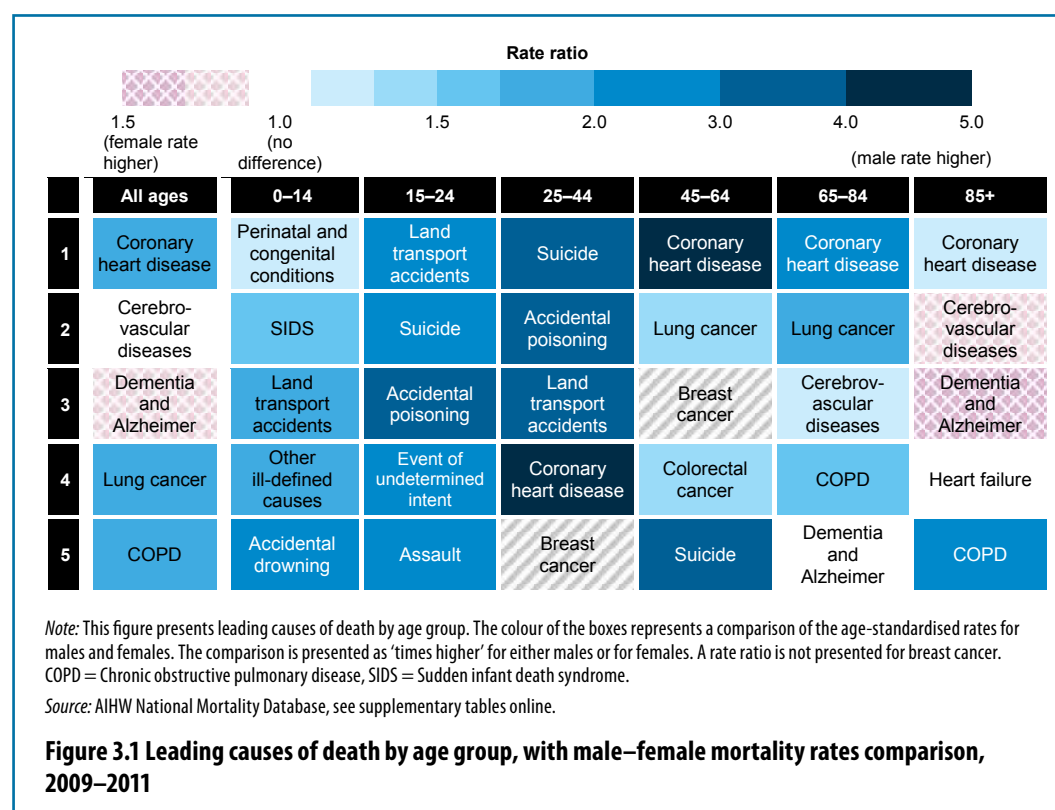 Rate ratio
1.5 1.0 1.5 2.0 3.0 4.0 5.0
(female rate (no (male rate higher)
higher) difference)
All ages 0–14 15–24 25–44 45–64 65–84 85+
1
Coronary
heart disease
Perinatal and
congenital
conditions
Land
transport
accidents
Suicide
Coronary
heart disease
Coronary
heart disease
Coronary
heart disease
2
Cerebro-
vascular
diseases
SIDS
Suicide
Accidental
poisoning
Lung cancer
Lung cancer
Cerebro-
vascular
diseases
3
Dementia
and
Alzheimer
Land
transport
accidents
Accidental
poisoning
Land
transport
accidents
Breast
cancer
Cerebrov-
ascular
diseases
Dementia
and
Alzheimer
4
Lung cancer
Other
ill-defined
causes
Event of
undetermined
intent
Coronary
heart disease
Colorectal
cancer
COPD
Heart failure
5
COPD
Accidental
drowning
Assault
Breast
cancer
Suicide
Dementia
and
Alzheimer
COPD
Note: This figure presents leading causes of death by age group. The colour of the boxes represents a comparison of the age-standardised rates for
males and females. The comparison is presented as ‘times higher’ for either males or for females. A rate ratio is not presented for breast cancer.
COPD = Chronic obstructive pulmonary disease, SIDS = Sudden infant death syndrome.
Source: AIHW National Mortality Database, see supplementary tables online.
Figure 3.1 Leading causes of death by age group, with male–female mortality rates comparison,
2009–2011